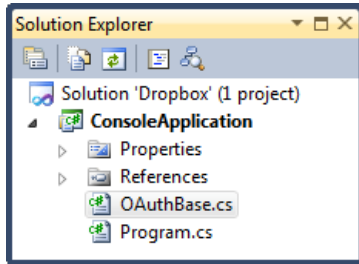 Solution Explorer
Solution 'Dropbox' (1 project)
ConsoleApplication
Properties
References
OAuthBase.cs
Program.cs